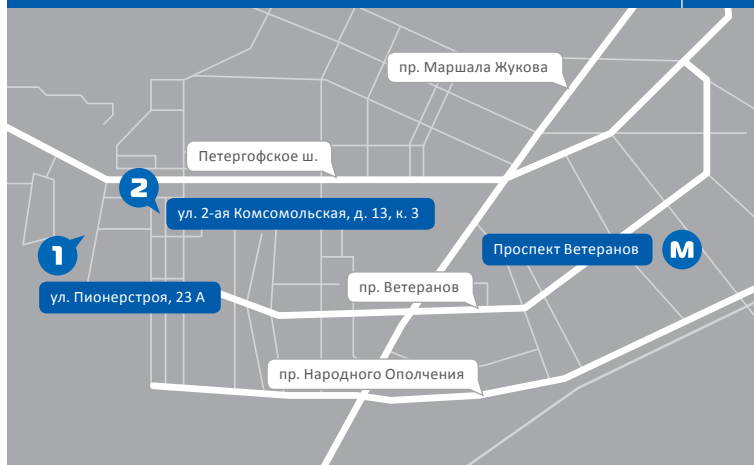 пр. Маршала Жукова
Петергофское ш.
2
ул. 2-ая Комсомольская, д. 13, к. 3
1
Проспект Ветеранов М
ул. Пионерстроя, 23 А
пр. Ветеранов
пр. Народного Ополчения